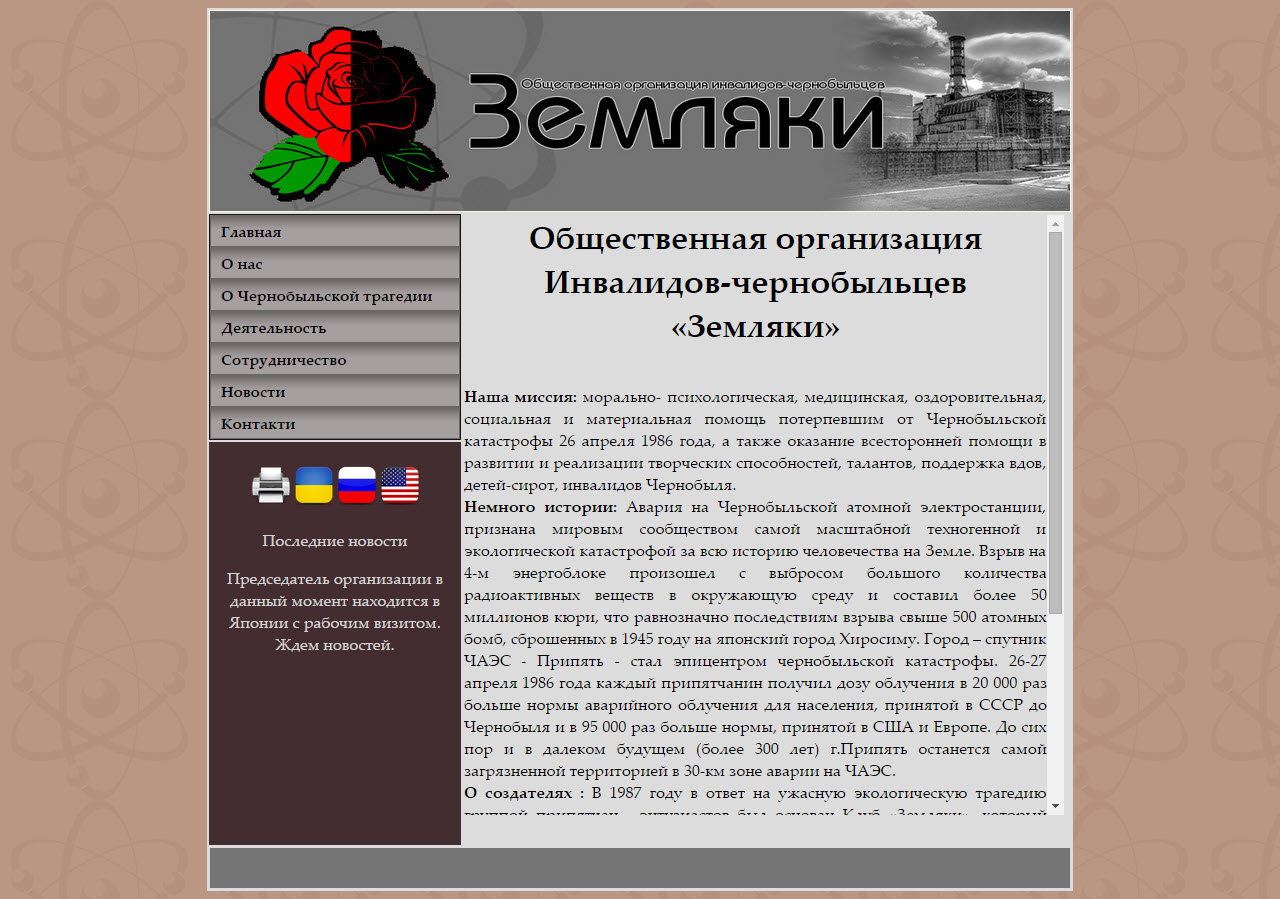 Общественная организация инвалидов-чернобыльцев
Земляки
Главная
О нас
О Чернобыльской трагедии
Деятельность
Сотрудничество
Новости
Контакти
Последние новости
Председатель организации в
данный момент находится в
Японии с рабочим визитом.
Ждем новостей.
Общественная организация
Инвалидов-чернобыльцев
«Земляки»
Наша миссия: морально- психологическая, медицинская, оздоровительная,
социальная и материальная помощь потерпевшим от Чернобыльской
катастрофы 26 апреля 1986 года, а также оказание всесторонней помощи в
развитии и реализации творческих способностей, талантов, поддержка вдов,
детей-сирот, инвалидов Чернобыля.
Немного истории: Авария на Чернобыльской атомной электростанции,
признана мировым сообществом самой масштабной техногенной и
экологической катастрофой за всю историю человечества на Земле. Взрыв на
4-м энергоблоке произошел с выбросом большого количества
радиоактивных веществ в окружающую среду и составил более 50
миллионов кюри, что равнозначно последствиям взрыва свыше 500 атомных
бомб, сброшенных в 1945 году на японский город Хиросиму. Город – спутник
ЧАЭС - Припять - стал эпицентром чернобыльской катастрофы. 26-27
апреля 1986 года каждый припятчанин получил дозу облучения в 20 000 раз
больше нормы аварийного облучения для населения, принятой в СССР до
Чернобыля и в 95 000 раз больше нормы, принятой в США и Европе. До сих
пор и в далеком будущем (более 300 лет) г.Припять останется самой
загрязненной территорией в 30-км зоне аварии на ЧАЭС.
О создателях : В 1987 году в ответ на ужасную экологическую трагедию
группой припятчан - энтузиастов был основан Клуб «Земляки», который